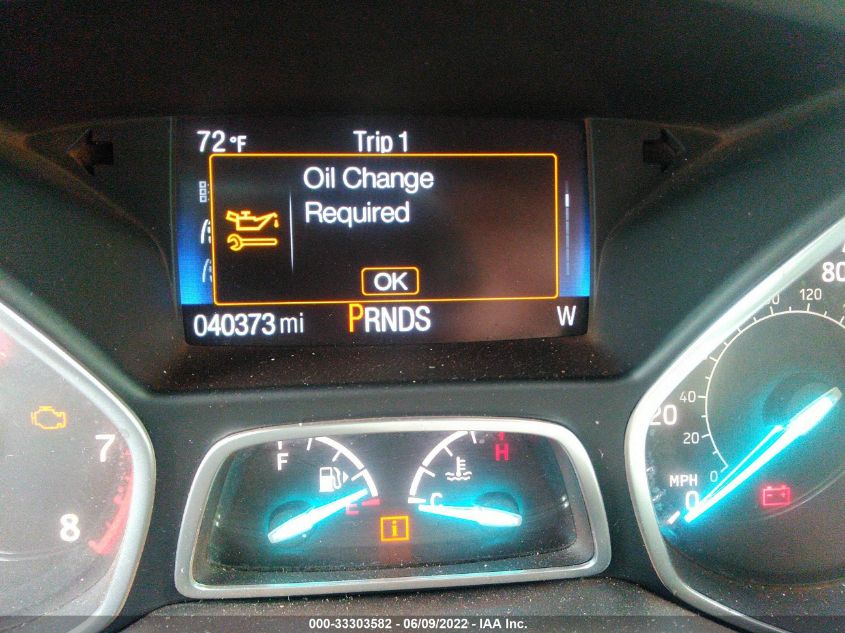 72°F Trip 1
Oil Change
Required
OK
040373 mi PRNDS W
7
8
F
E
H
C
i
80
120
40
20
20
0
MPH
0
000-33303582 / 06/09/2022 / IAA Inc.